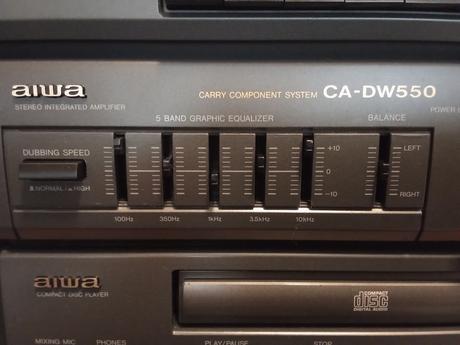 aiwa
STEREO INTEGRATED AMPLIFIER
CARRY COMPONENT SYSTEM CA-DW550
POWER
5 BAND GRAPHIC EQUALIZER
BALANCE
DUBBING SPEED
NORMAL HIGH
+10
0
-10
LEFT
RIGHT
100Hz 350Hz 1kHz 3.5kHz 10kHz
aiwa
COMPACT DISC PLAYER
COMPACT
disc
DIGITAL AUDIO
MIXING MIC PHONES PLAY/PAUSE STOP